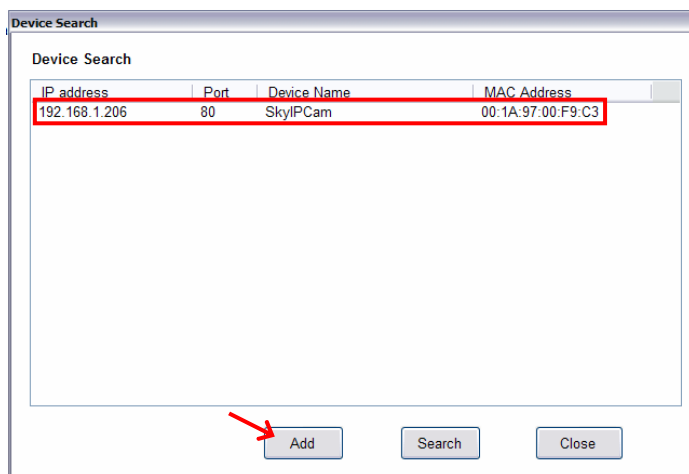 Device Search
Device Search
IP address Port Device Name MAC Address
192.168.1.206 80 SkyIPCam 00:1A:97:00:F9:C3
Add Search Close